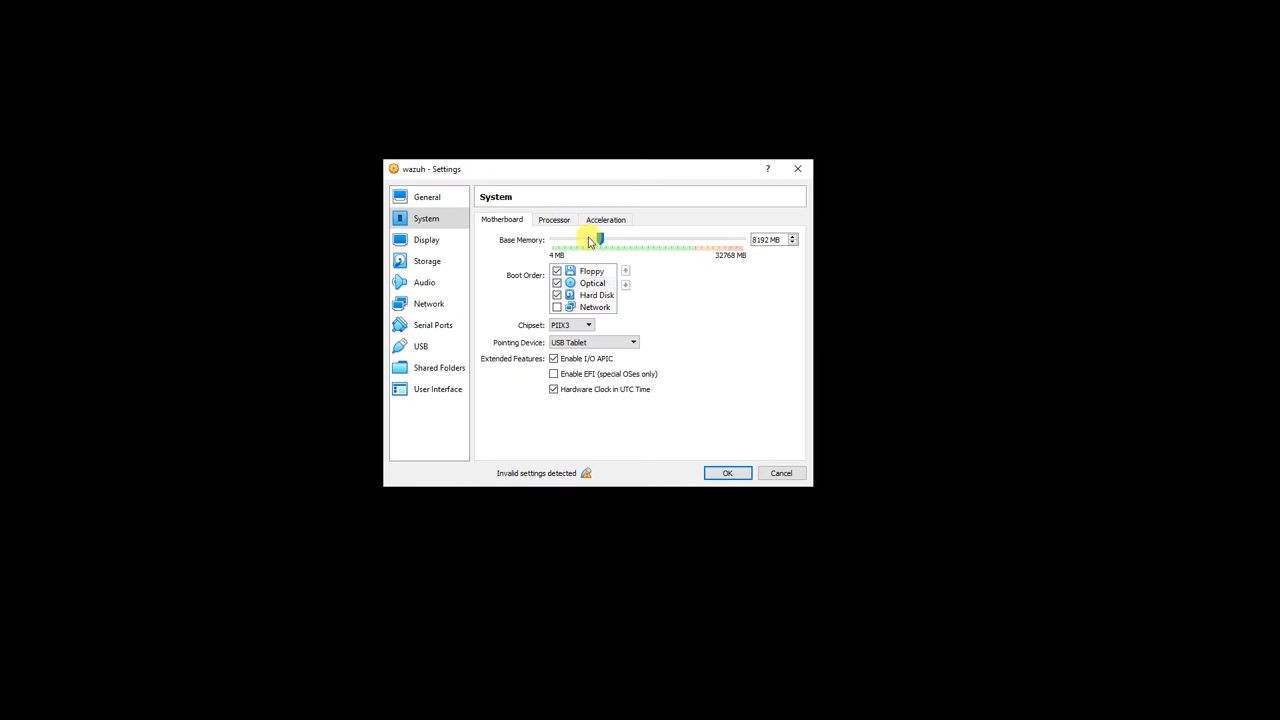 wazuh - Settings
?
General
System
Display
Storage
Audio
Network
Serial Ports
USB
Shared Folders
User Interface
System
Motherboard Processor Acceleration
Base Memory: 8192 MB
4 MB 32768 MB
Boot Order: Floppy
Optical
Hard Disk
Network
Chipset: PIIX3
Pointing Device: USB Tablet
Extended Features: Enable I/O APIC
Enable EFI (special OSes only)
Hardware Clock in UTC Time
Invalid settings detected
OK Cancel